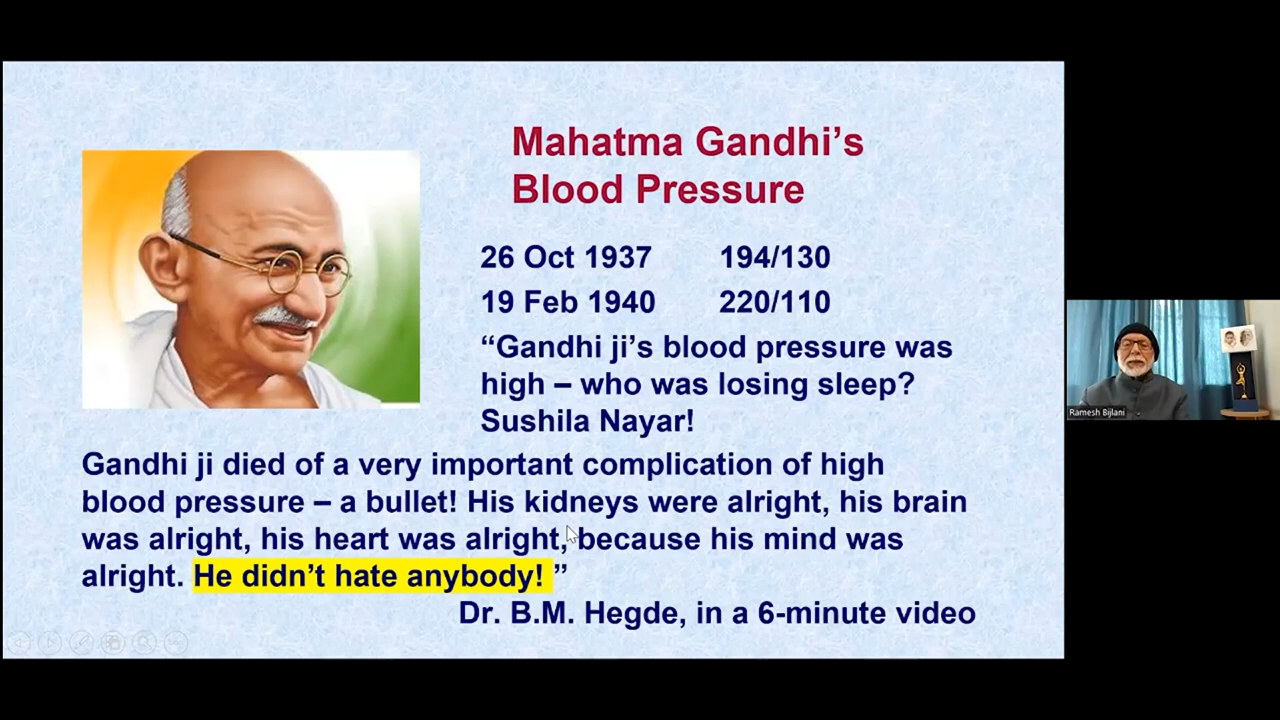 Mahatma Gandhi’s
Blood Pressure
26 Oct 1937 194/130
19 Feb 1940 220/110
“Gandhi ji’s blood pressure was
high – who was losing sleep?
Sushila Nayar!
Gandhi ji died of a very important complication of high
blood pressure – a bullet! His kidneys were alright, his brain
was alright, his heart was alright, because his mind was
alright. He didn’t hate anybody! ”
Dr. B.M. Hegde, in a 6-minute video
Ramesh Bijlani